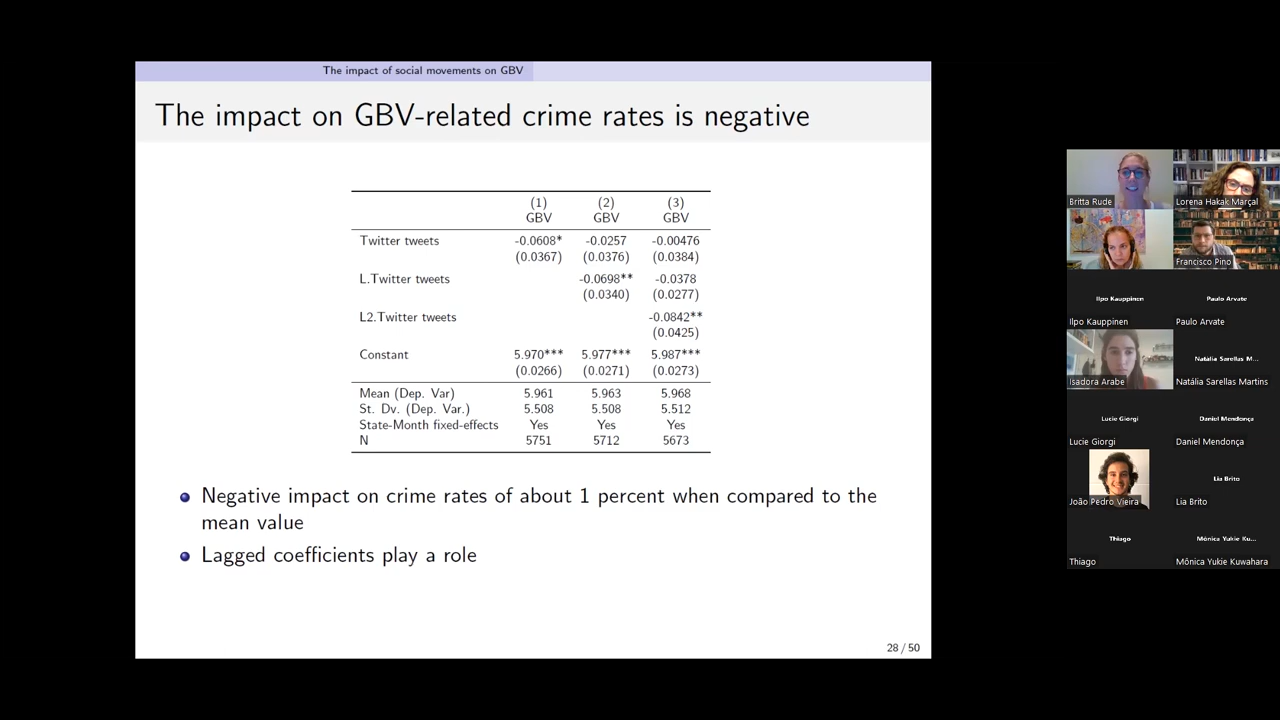 The impact of social movements on GBV
The impact on GBV-related crime rates is negative
(1) (2) (3)
GBV GBV GBV
Twitter tweets -0.0608* -0.0257 -0.00476
(0.0367) (0.0376) (0.0384)
L.Twitter tweets -0.0698** -0.0378
(0.0340) (0.0277)
L2.Twitter tweets -0.0842**
(0.0425)
Constant 5.970*** 5.977*** 5.987***
(0.0266) (0.0271) (0.0273)
Mean (Dep. Var) 5.961 5.963 5.968
St. Dv. (Dep. Var.) 5.508 5.508 5.512
State-Month fixed-effects Yes Yes Yes
N 5751 5712 5673
Negative impact on crime rates of about 1 percent when compared to the
mean value
Lagged coefficients play a role
28 / 50
Britta Rude
Lorena Hakak Marçal
Francisco Pino
Ilpo Kauppinen
Paulo Arvate
Ilpo Kauppinen
Paulo Arvate
Natália Sarellas M...
Isadora Arabe
Natália Sarellas Martins
Lucie Giorgi
Daniel Mendonça
Lucie Giorgi
Daniel Mendonça
Lia Brito
João Pedro Vieira
Lia Brito
Thiago
Mônica Yukie Ku...
Thiago
Mônica Yukie Kuwahara